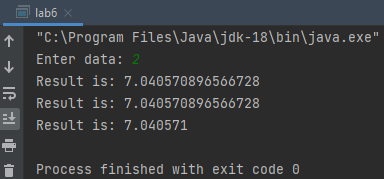 lab6
"C:\Program Files\Java\jdk-18\bin\java.exe"
Enter data: 2
Result is: 7.040570896566728
Result is: 7.040570896566728
Result is: 7.040571
Process finished with exit code 0